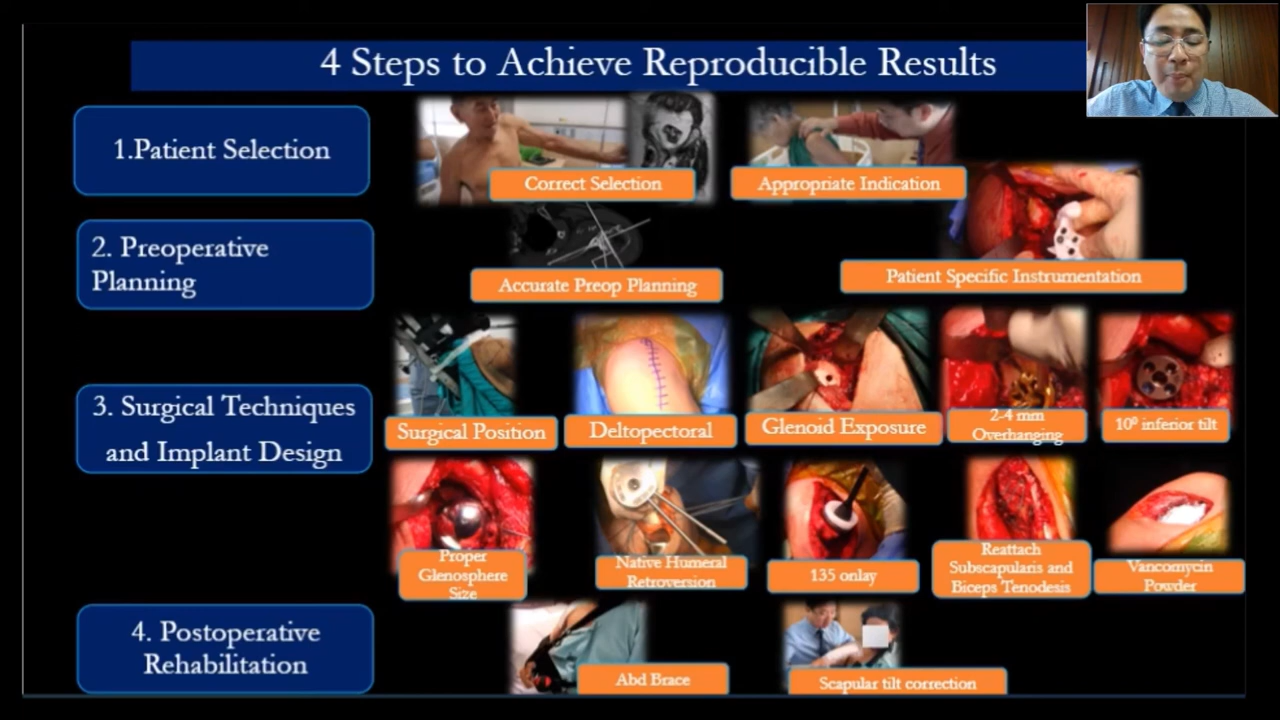 4 Steps to Achieve Reproducible Results
1.Patient Selection
Correct Selection
Appropriate Indication
2. Preoperative
Planning
Accurate Preop Planning
Patient Specific Instrumentation
3. Surgical Techniques
and Implant Design
Surgical Position
Deltopectoral
Glenoid Exposure
2-4 mm
Overhanging
10⁰ inferior tilt
Proper
Glenosphere
Size
Native Humeral
Retroversion
135 onlay
Reattach
Subscapularis and
Biceps Tenodesis
Vancomycin
Powder
4. Postoperative
Rehabilitation
Abd Brace
Scapular tilt correction